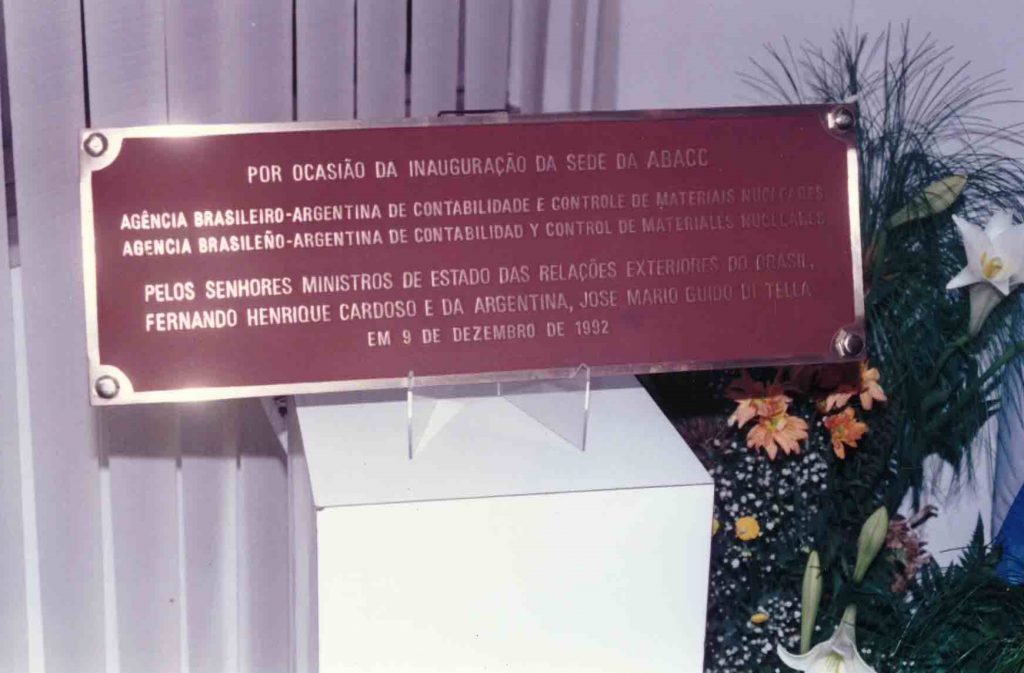 POR OCASIÃO DA INAUGURAÇÃO DA SEDE DA ABACC
AGÊNCIA BRASILEIRO-ARGENTINA DE CONTABILIDADE E CONTROLE DE MATERIAIS NUCLEARES
AGENCIA BRASILEÑO-ARGENTINA DE CONTABILIDAD Y CONTROL DE MATERIALES NUCLEARES
PELOS SENHORES MINISTROS DE ESTADO DAS RELAÇÕES EXTERIORES DO BRASIL,
FERNANDO HENRIQUE CARDOSO E DA ARGENTINA, JOSE MARIO GUIDO DI TELLA
EM 9 DE DEZEMBRO DE 1992